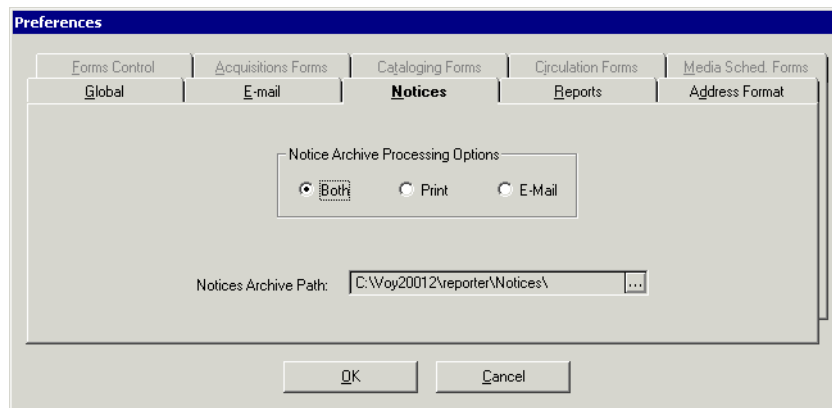 Preferences
Forms Control Acquisitions Forms Cataloging Forms Circulation Forms Media Sched. Forms
Global E-mail Notices Reports Address Format
Notice Archive Processing Options
Both Print E-Mail
Notices Archive Path: C:\Voy20012\reporter\Notices\ ...
OK Cancel